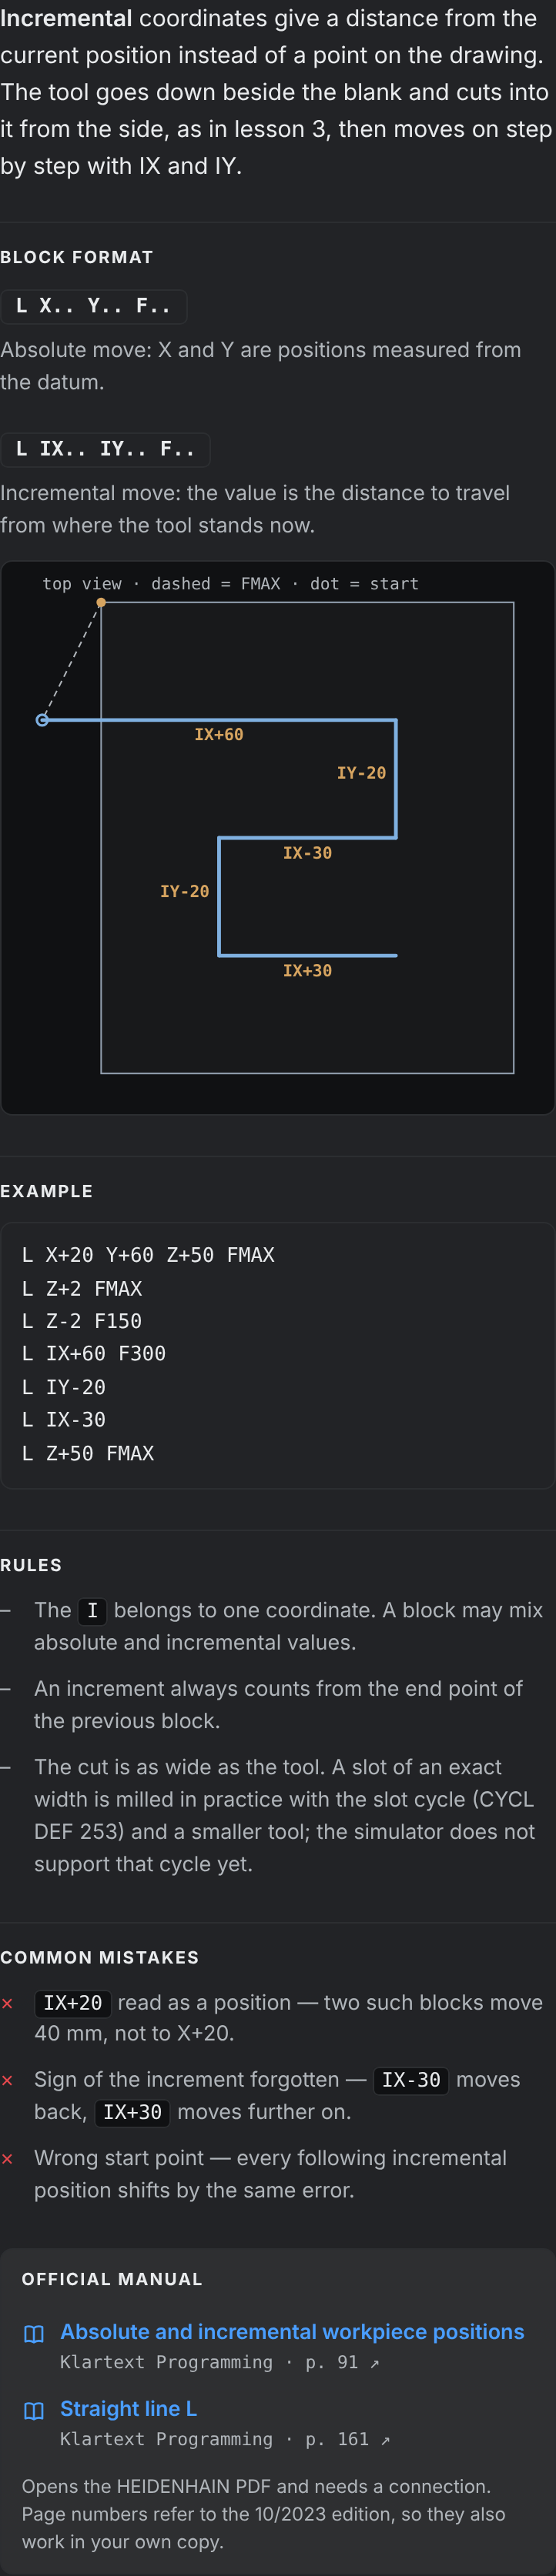 Incremental coordinates give a distance from the
current position instead of a point on the drawing.
The tool goes down beside the blank and cuts into
it from the side, as in lesson 3, then moves on step
by step with IX and IY.
BLOCK FORMAT
L X.. Y.. F..
Absolute move: X and Y are positions measured from
the datum.
L IX.. IY.. F..
Incremental move: the value is the distance to travel
from where the tool stands now.
top view · dashed = FMAX · dot = start
IX+60
IY-20
IX-30
IY-20
IX+30
EXAMPLE
L X+20 Y+60 Z+50 FMAX
L Z+2 FMAX
L Z-2 F150
L IX+60 F300
L IY-20
L IX-30
L Z+50 FMAX
RULES
– The I belongs to one coordinate. A block may mix
absolute and incremental values.
– An increment always counts from the end point of
the previous block.
– The cut is as wide as the tool. A slot of an exact
width is milled in practice with the slot cycle (CYCL
DEF 253) and a smaller tool; the simulator does not
support that cycle yet.
COMMON MISTAKES
× IX+20 read as a position — two such blocks move
40 mm, not to X+20.
× Sign of the increment forgotten — IX-30 moves
back, IX+30 moves further on.
× Wrong start point — every following incremental
position shifts by the same error.
OFFICIAL MANUAL
Absolute and incremental workpiece positions
Klartext Programming · p. 91 ↗
Straight line L
Klartext Programming · p. 161 ↗
Opens the HEIDENHAIN PDF and needs a connection.
Page numbers refer to the 10/2023 edition, so they also
work in your own copy.